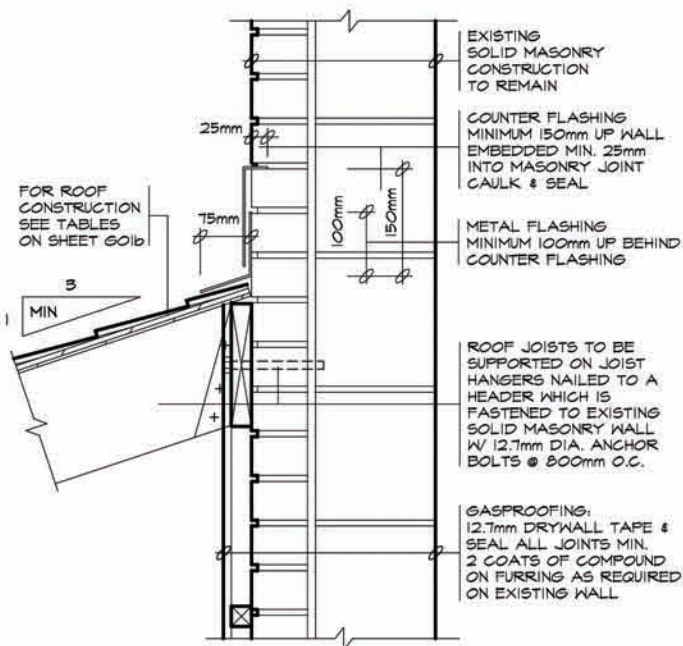 EXISTING
SOLID MASONRY
CONSTRUCTION
TO REMAIN
25mm
COUNTER FLASHING
MINIMUM 150mm UP WALL
EMBEDDED MIN. 25mm
INTO MASONRY JOINT
CAULK & SEAL
FOR ROOF
CONSTRUCTION
SEE TABLES
ON SHEET G01b
75mm
100mm
150mm
METAL FLASHING
MINIMUM 100mm UP BEHIND
COUNTER FLASHING
3
1
MIN
ROOF JOISTS TO BE
SUPPORTED ON JOIST
HANGERS NAILED TO A
HEADER WHICH IS
FASTENED TO EXISTING
SOLID MASONRY WALL
W/ 12.7mm DIA. ANCHOR
BOLTS @ 800mm O.C.
GASPROOFING:
12.7mm DRYWALL TAPE &
SEAL ALL JOINTS MIN.
2 COATS OF COMPOUND
ON FURRING AS REQUIRED
ON EXISTING WALL